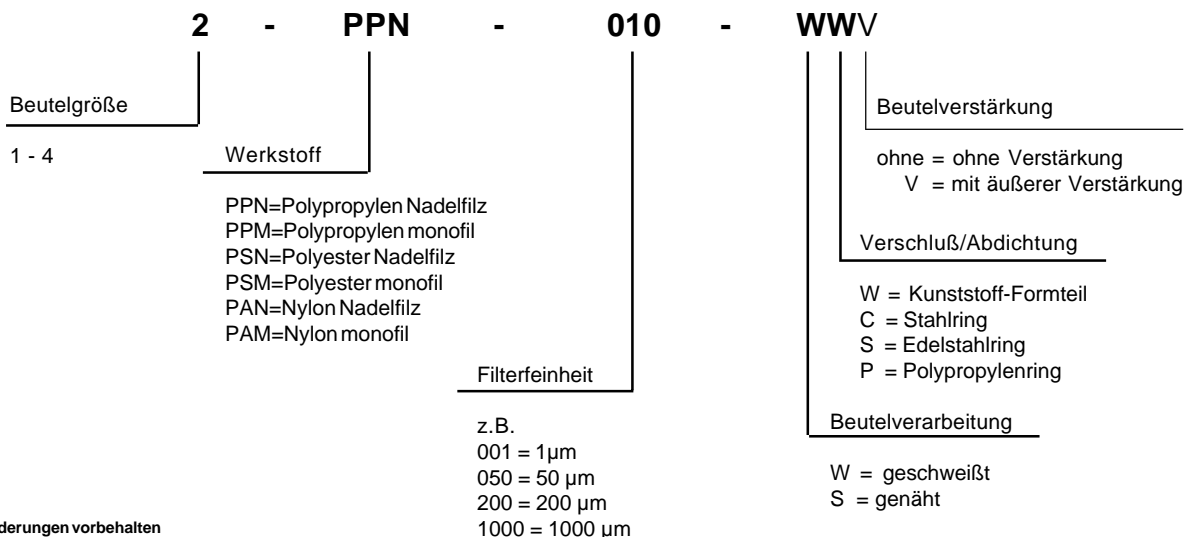 2 - PPN - 010 - WWV
Beutelgröße
1 - 4
Werkstoff
PPN=Polypropylen Nadelfilz
PPM=Polypropylen monofil
PSN=Polyester Nadelfilz
PSM=Polyester monofil
PAN=Nylon Nadelfilz
PAM=Nylon monofil
Filterfeinheit
z.B.
001 = 1µm
050 = 50 µm
200 = 200 µm
1000 = 1000 µm
Beutelverstärkung
ohne = ohne Verstärkung
V = mit äußerer Verstärkung
Verschluß/Abdichtung
W = Kunststoff-Formteil
C = Stahlring
S = Edelstahlring
P = Polypropylenring
Beutelverarbeitung
W = geschweißt
S = genäht
derungen vorbehalten